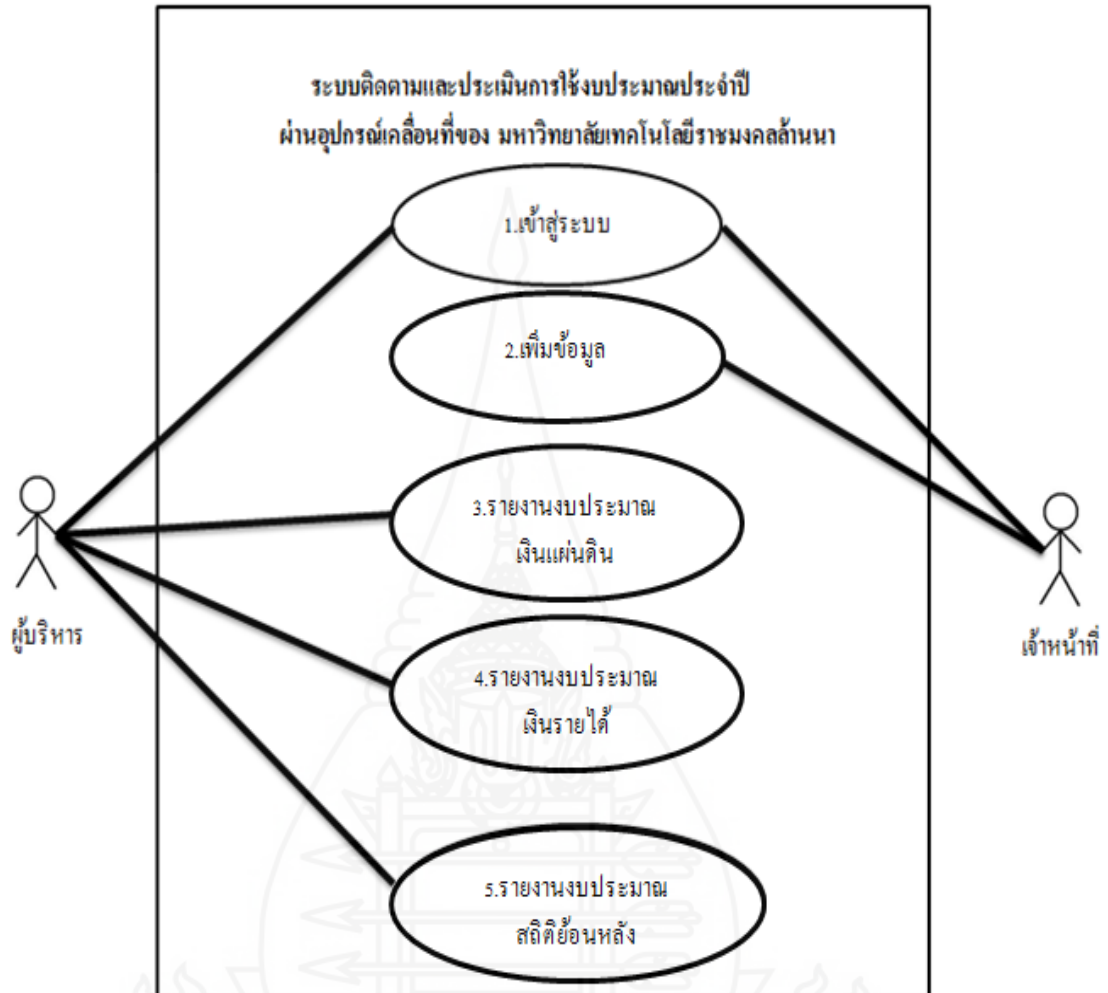 ระบบติดตามและประเมินการใช้งบประมาณประจำปี
ผ่านอุปกรณ์เคลื่อนที่ของ มหาวิทยาลัยเทคโนโลยีราชมงคลล้านนา
1.เข้าสู่ระบบ
2.เพิ่มข้อมูล
3.รายงานงบประมาณ
เงินแผ่นดิน
4.รายงานงบประมาณ
เงินรายได้
5.รายงานงบประมาณ
สถิติย้อนหลัง
ผู้บริหาร
เจ้าหน้าที่